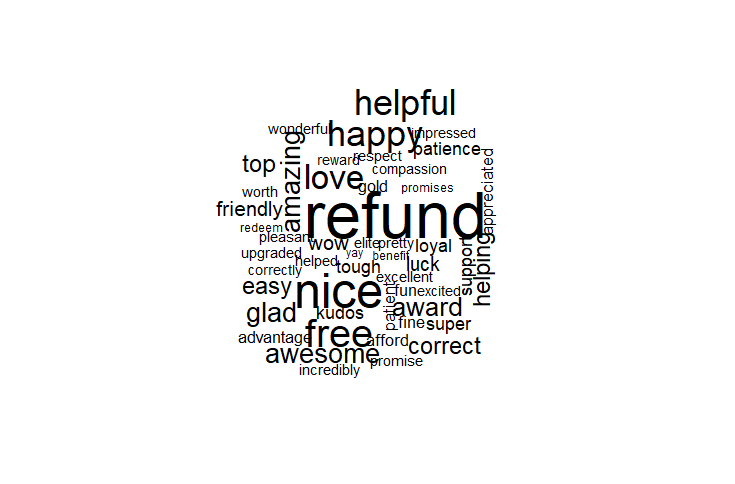 helpful
wonderful
happy
impressed
amazing
patience
top
reward
respect
compassion
love
gold
promises
worth
friendly
refund
appreciated
redeem
pleasant
wow
elite
pretty
loyal
upgraded
helped
yay
benefit
support
helping
correctly
tough
luck
easy
nice
excellent
fun
excited
patient
award
glad
kudos
free
fine
super
advantage
afford
correct
awesome
promise
incredibly